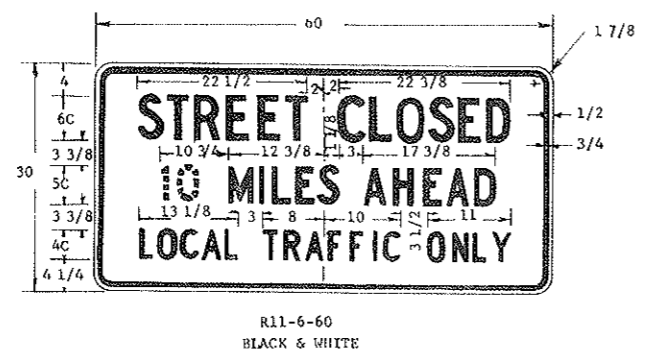 60
1 7/8
22 1/2 2 2 22 3/8
4
STREET CLOSED
6C
1/2
3/4
3 3/8
10 3/4 12 3/8 3 17 3/8
30
10 MILES AHEAD
5C
3 3/8
13 1/8 3 8 10 3 1/2 11
LOCAL TRAFFIC ONLY
4C
4 1/4
R11-6-60
BLACK & WHITE